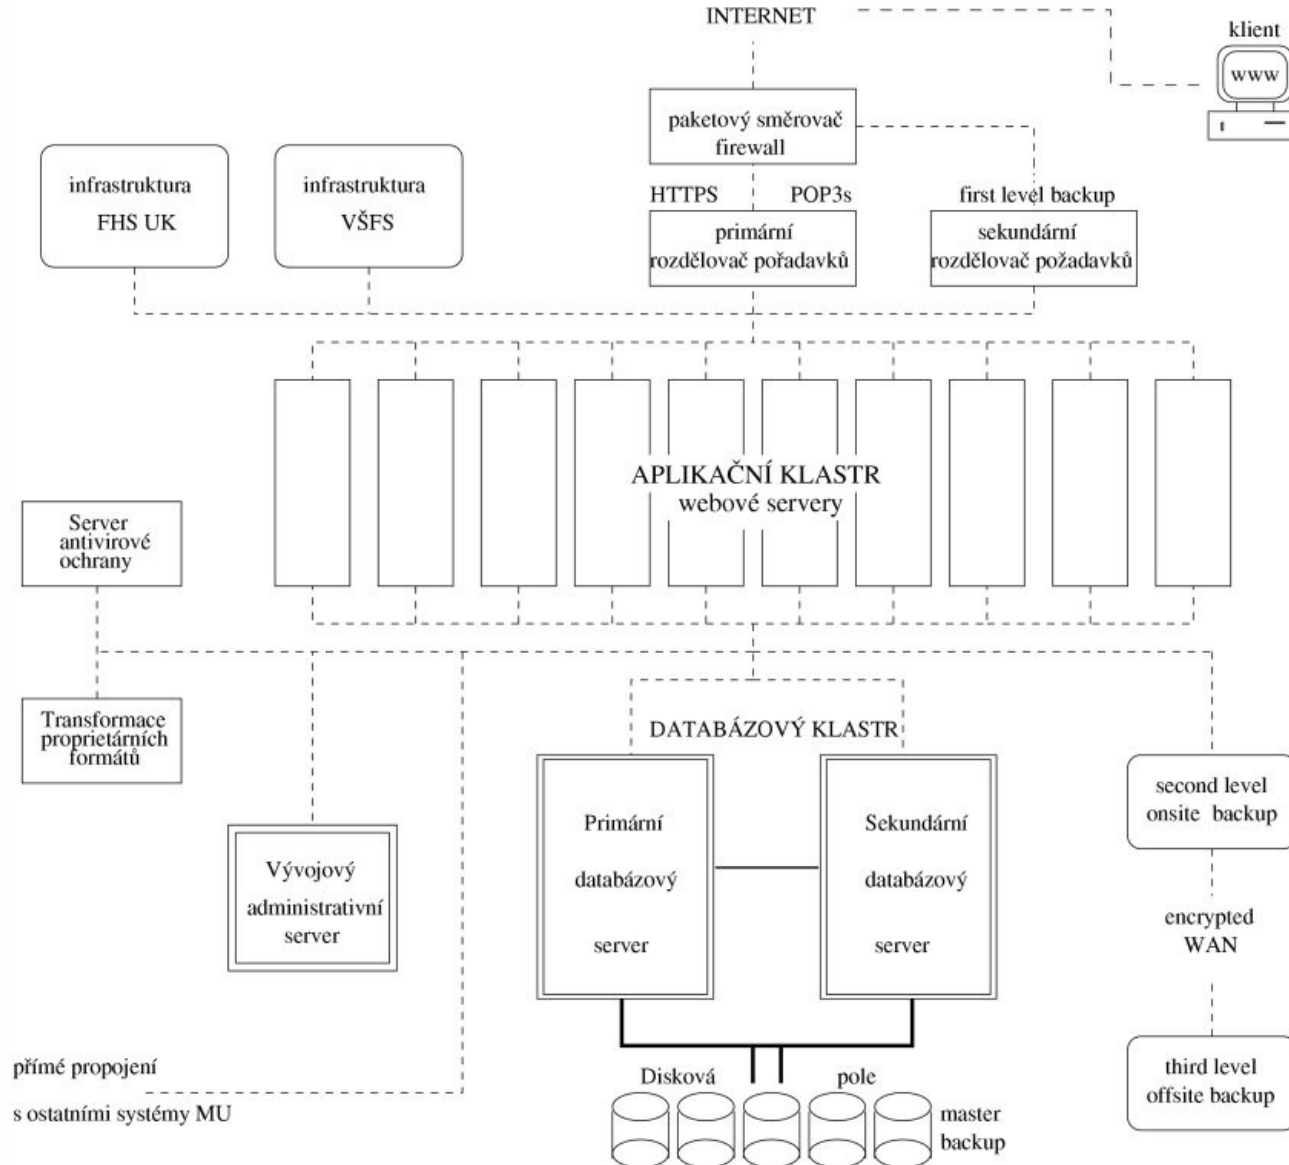 INTERNET
klient
www
paketový směrovač
firewall
infrastruktura
FHS UK
infrastruktura
VŠFS
HTTPS
POP3s
first level backup
primární
rozdělovač pořadavků
sekundární
rozdělovač požadavků
APLIKAČNÍ KLASTR
webové servery
Server
antivirové
ochrany
Transformace
proprietárních
formátů
DATABÁZOVÝ KLASTR
Primární
databázový
server
Sekundární
databázový
server
second level
onsite backup
Vývojový
administrativní
server
encrypted
WAN
přímé propojení
s ostatními systémy MU
Disková pole
master
backup
third level
offsite backup